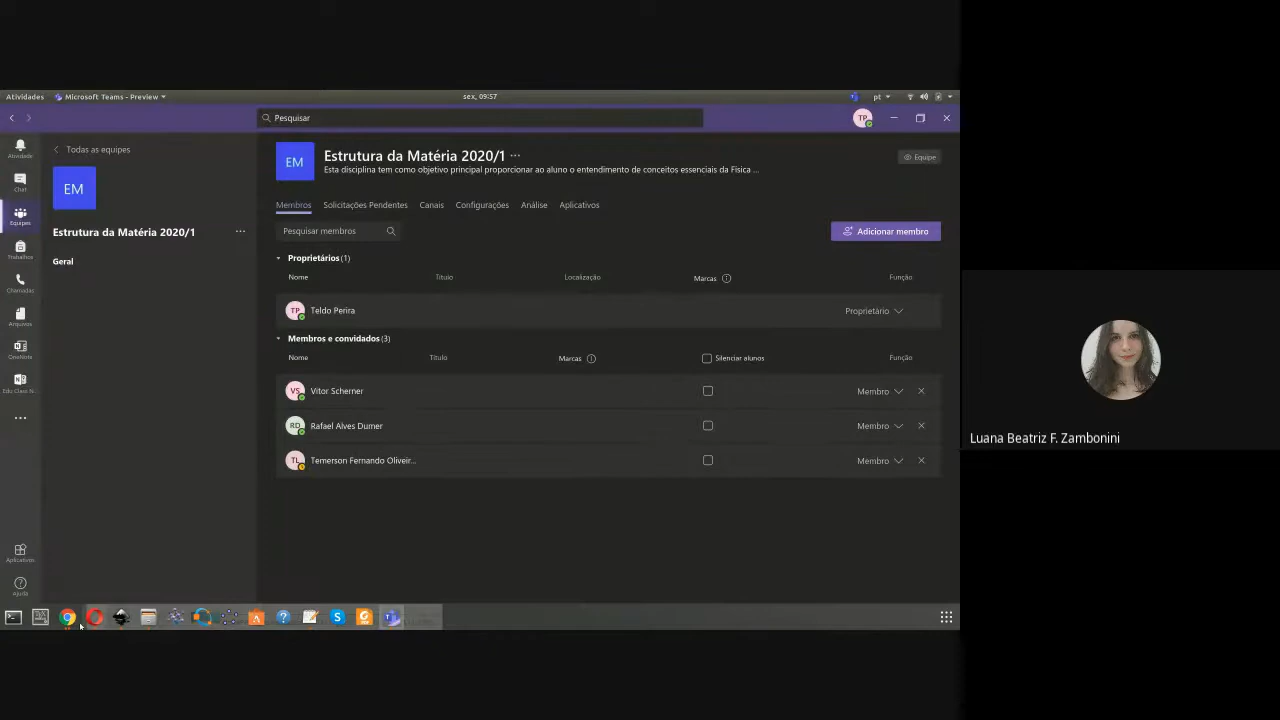 Atividades Microsoft Teams - Preview sex, 09:57 pt
Pesquisar TP
Atividade
Chat
Equipes
Trabalhos
Chamadas
Arquivos
OneNote
Edu Class N...
Aplicativos
Ajuda
Todas as equipes
EM
Estrutura da Matéria 2020/1 ...
Geral
EM
Estrutura da Matéria 2020/1 ...
Equipe
Esta disciplina tem como objetivo principal proporcionar ao aluno o entendimento de conceitos essenciais da Física ...
Membros Solicitações Pendentes Canais Configurações Análise Aplicativos
Pesquisar membros Adicionar membro
Proprietários (1)
Nome Título Localização Marcas Função
TP Teldo Perira Proprietário
Membros e convidados (3)
Nome Título Marcas Silenciar alunos Função
VS Vitor Scherner Membro
RD Rafael Alves Dumer Membro
TL Temerson Fernando Oliveir... Membro
Luana Beatriz F. Zambonini